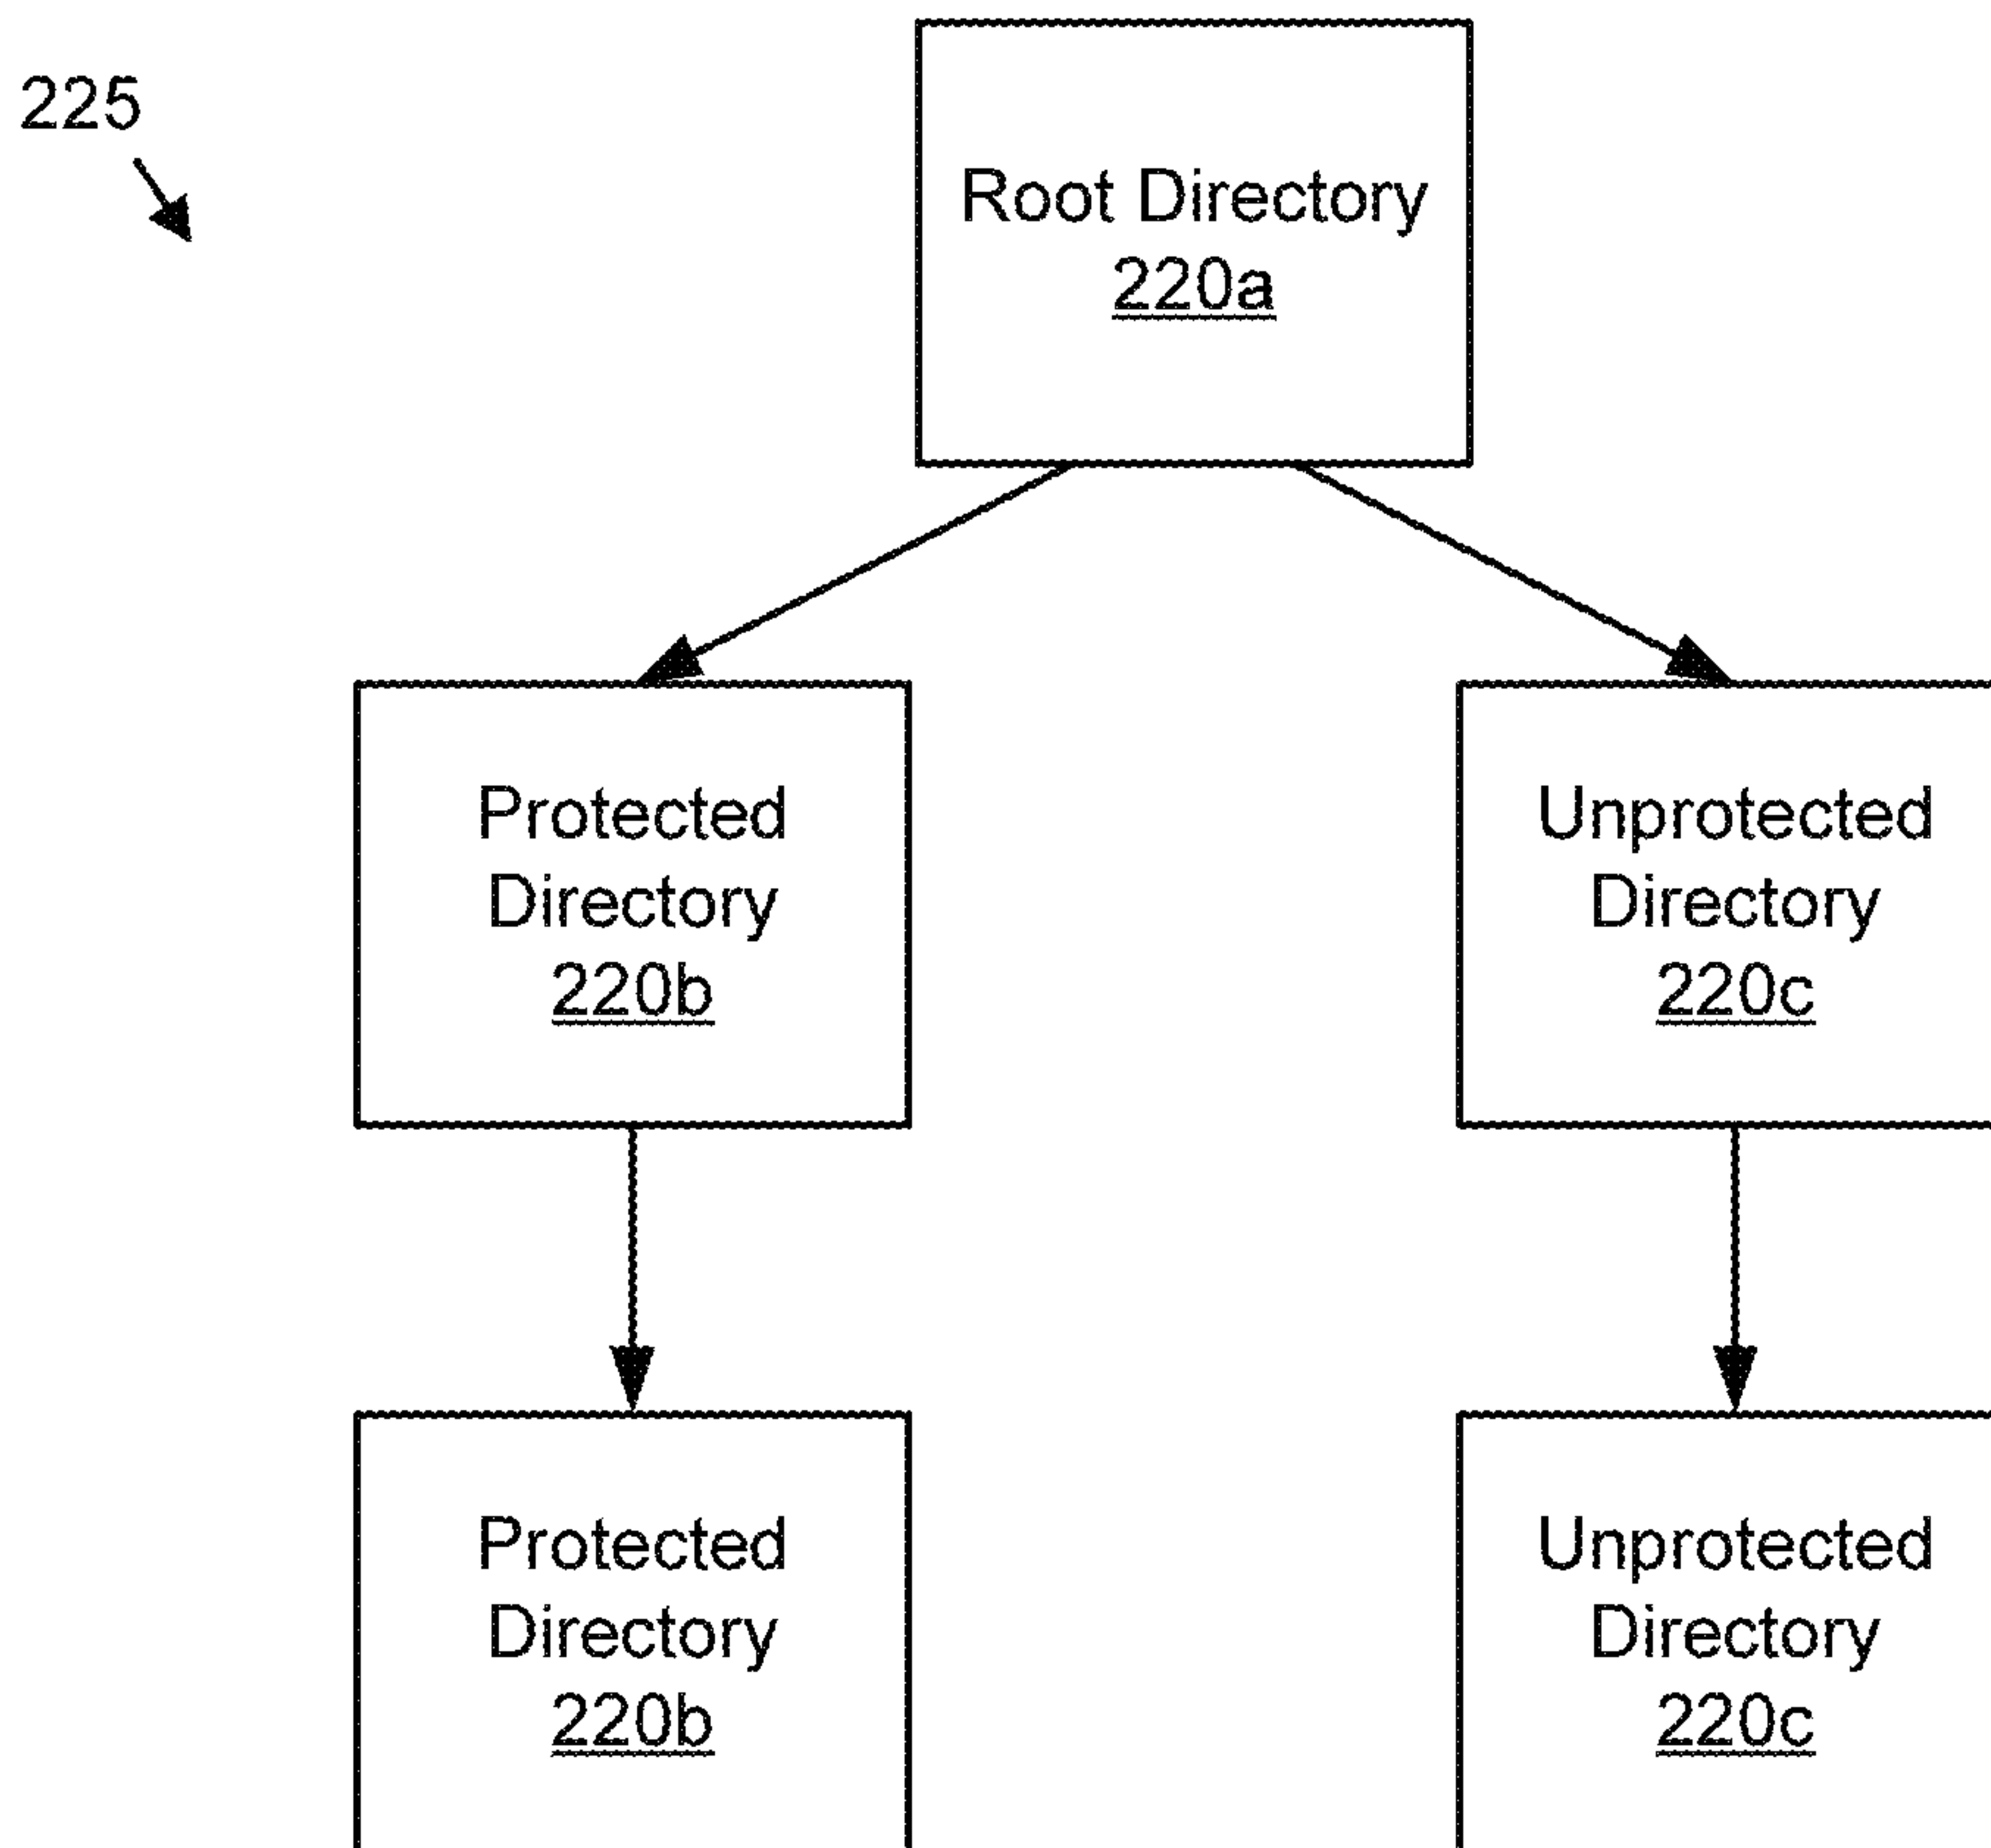 225
Root Directory
220a
Protected
Directory
220b
Unprotected
Directory
220c
Protected
Directory
220b
Unprotected
Directory
220c